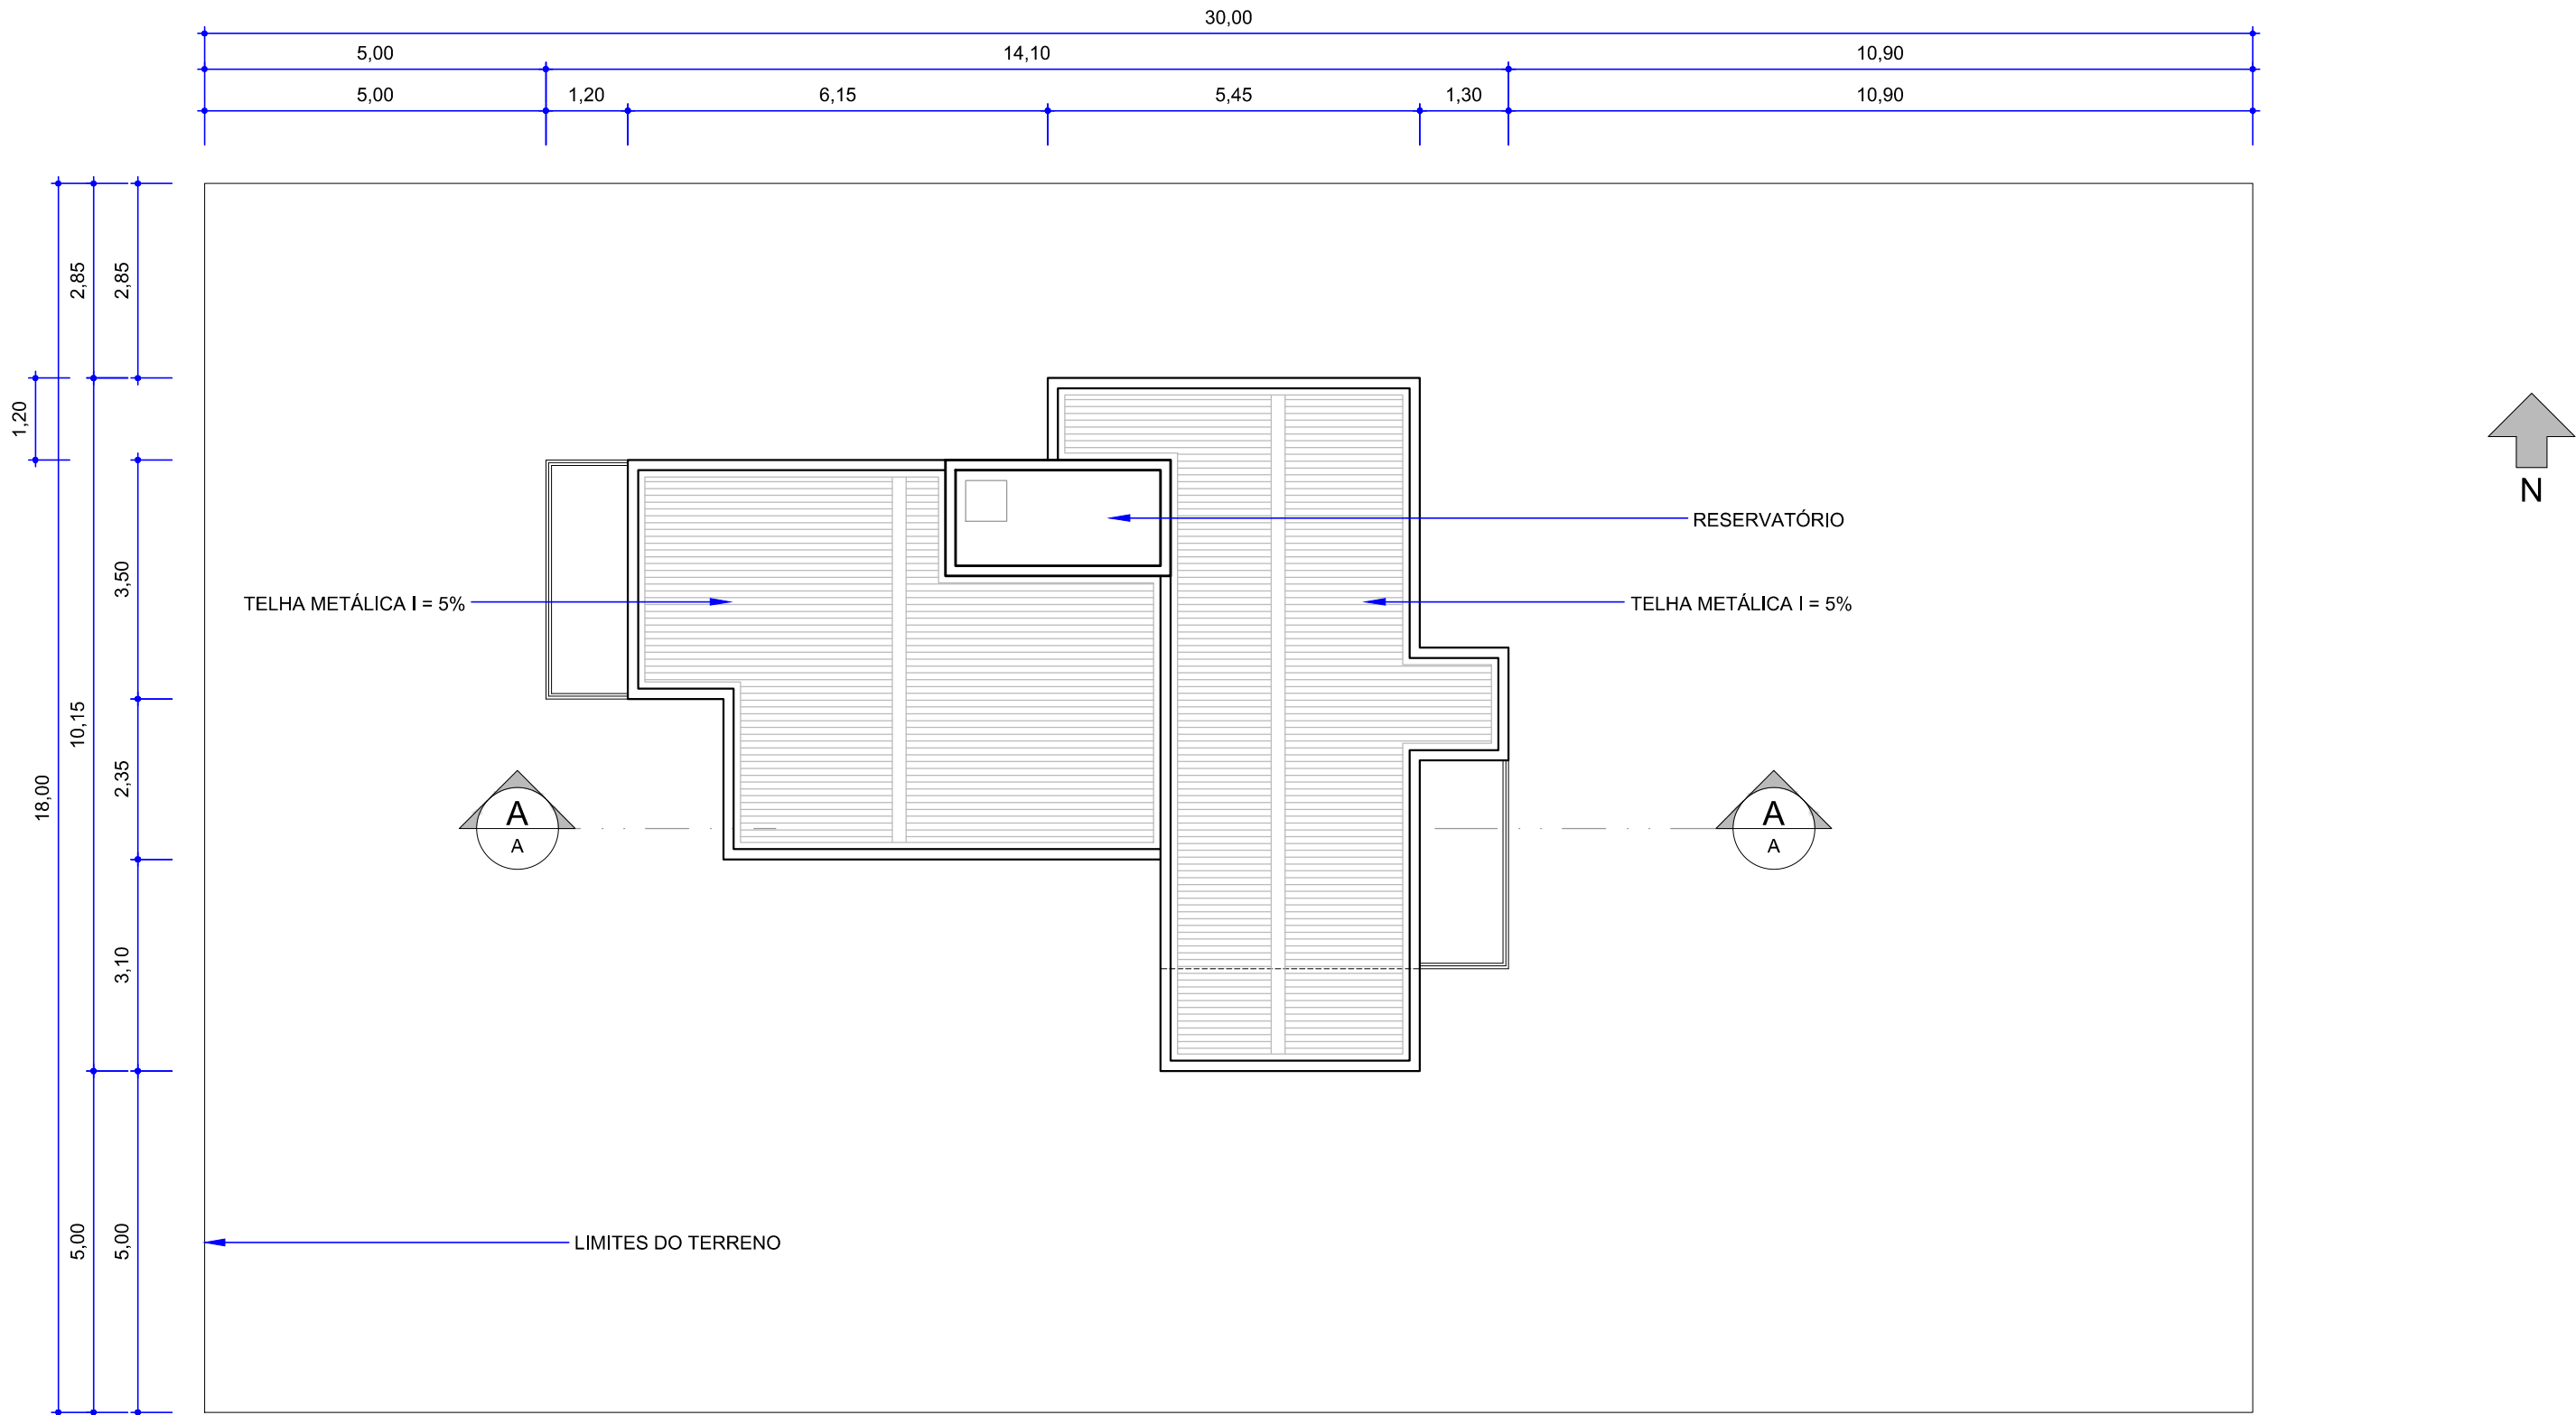 30,00
5,00 14,10 10,90
5,00 1,20 6,15 5,45 1,30 10,90
2,85
2,85
1,20
3,50
10,15
2,35
18,00
3,10
5,00
5,00
N
RESERVATÓRIO
TELHA METÁLICA I = 5%
TELHA METÁLICA I = 5%
A
A
A
A
LIMITES DO TERRENO